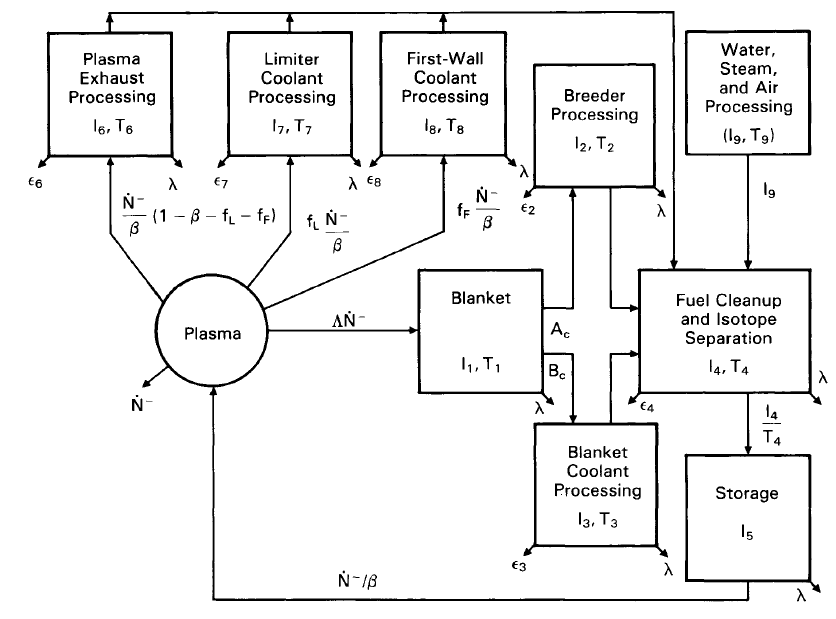 Plasma
Exhaust
Processing
I₆, T₆
ϵ₆
λ
Limiter
Coolant
Processing
I₇, T₇
ϵ₇
λ
First-Wall
Coolant
Processing
I₈, T₈
ϵ₈
λ
Breeder
Processing
I₂, T₂
ϵ₂
λ
Water,
Steam,
and Air
Processing
(I₉, T₉)
I₉
Ṅ⁻/β (1 − β − fL − fF)
fL Ṅ⁻/β
fF Ṅ⁻/β
Plasma
Ṅ⁻
ΛṄ⁻
Blanket
I₁, T₁
λ
Ac
Bc
Fuel Cleanup
and Isotope
Separation
I₄, T₄
ϵ₄
λ
I₄/T₄
Blanket
Coolant
Processing
I₃, T₃
ϵ₃
λ
Storage
I₅
λ
Ṅ⁻/β